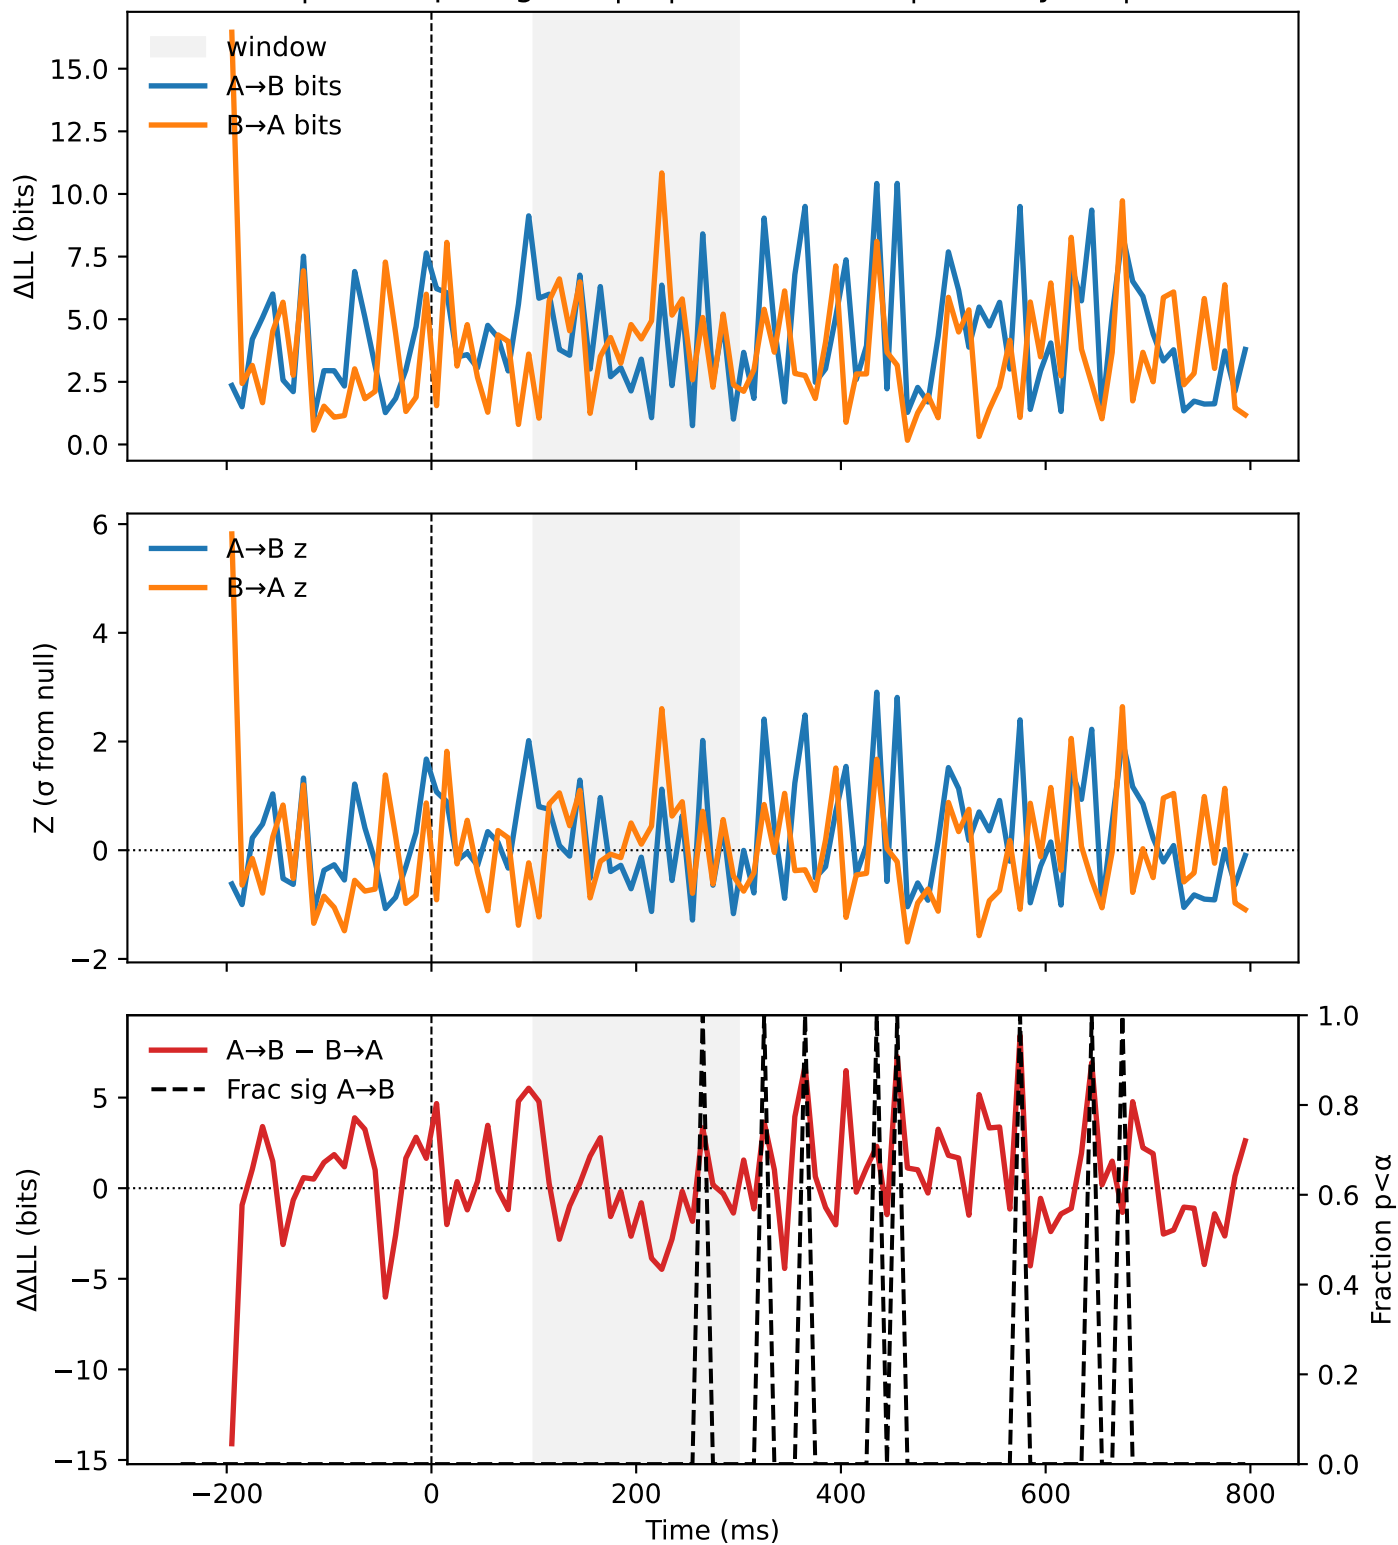 window
A→B bits
B→A bits
15.0
12.5
10.0
7.5
5.0
2.5
0.0
ΔLL (bits)
A→B z
B→A z
6
4
2
0
−2
Z (σ from null)
A→B − B→A
Frac sig A→B
5
0
−5
−10
−15
ΔΔLL (bits)
1.0
0.8
0.6
0.4
0.2
0.0
Fraction p<α
−200
0
200
400
600
800
Time (ms)